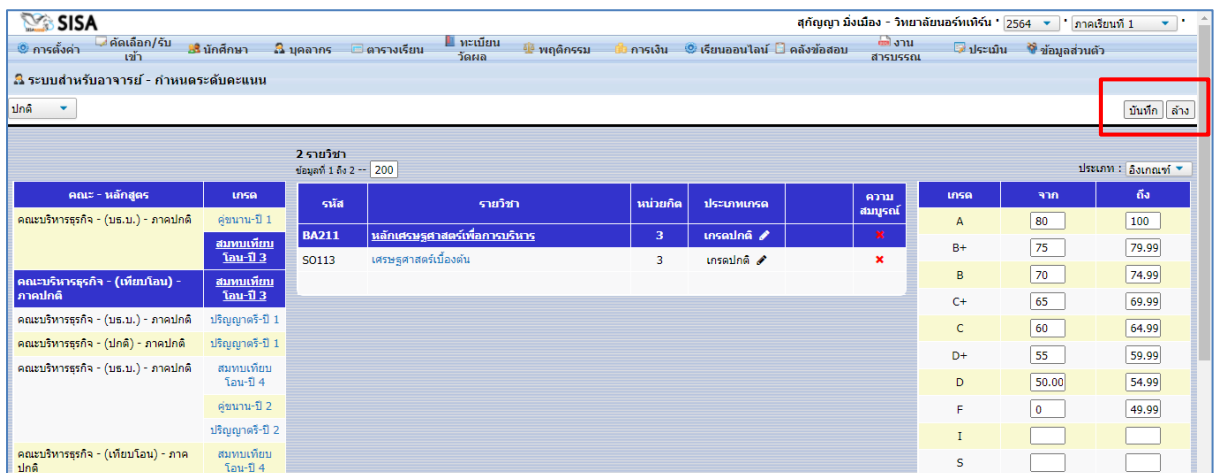 SISA
สุกัญญา มิ่งเมือง - วิทยาลัยนอร์ทเทิร์น * 2564 * ภาคเรียนที่ 1 *
การตั้งค่า คัดเลือก/รับเข้า นักศึกษา บุคลากร ตารางเรียน ทะเบียนวัดผล พฤติกรรม การเงิน เรียนออนไลน์ คลังข้อสอบ งานสารบรรณ ประเมิน ข้อมูลส่วนตัว
ระบบสำหรับอาจารย์ - กำหนดระดับคะแนน
ปกติ บันทึก ล้าง
2 รายวิชา
ข้อมูลที่ 1 ถึง 2 -- 200
ประเภท : อิงเกณฑ์
คณะ - หลักสูตร เกรด
คณะบริหารธุรกิจ - (บธ.บ.) - ภาคปกติ คู่ขนาน-ปี 1
สมทบเทียบ
โอน-ปี 3
คณะบริหารธุรกิจ - (เทียบโอน) - สมทบเทียบ
ภาคปกติ โอน-ปี 3
คณะบริหารธุรกิจ - (บธ.บ.) - ภาคปกติ ปริญญาตรี-ปี 1
คณะบริหารธุรกิจ - (ปกติ) - ภาคปกติ ปริญญาตรี-ปี 1
คณะบริหารธุรกิจ - (บธ.บ.) - ภาคปกติ สมทบเทียบ
โอน-ปี 4
คู่ขนาน-ปี 2
ปริญญาตรี-ปี 2
คณะบริหารธุรกิจ - (เทียบโอน) - ภาค สมทบเทียบ
ปกติ โอน-ปี 4
รหัส รายวิชา หน่วยกิต ประเภทเกรด ความ
สมบูรณ์
BA211 หลักเศรษฐศาสตร์เพื่อการบริหาร 3 เกรดปกติ
SO113 เศรษฐศาสตร์เบื้องต้น 3 เกรดปกติ
เกรด จาก ถึง
A 80 100
B+ 75 79.99
B 70 74.99
C+ 65 69.99
C 60 64.99
D+ 55 59.99
D 50.00 54.99
F 0 49.99
I
S